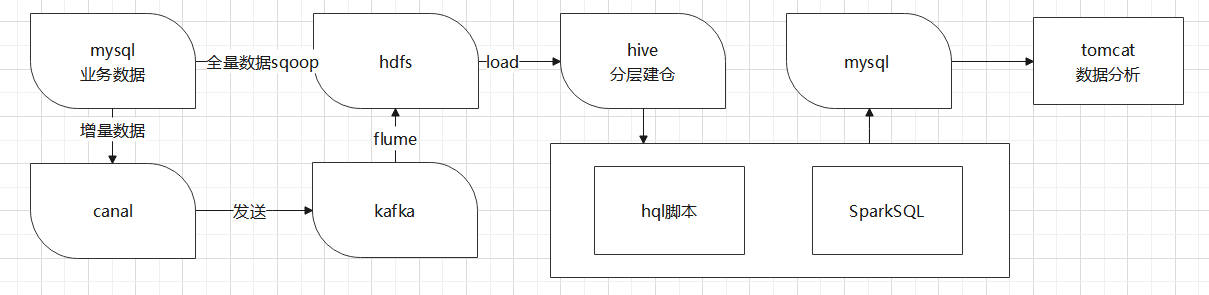 mysql
业务数据
全量数据sqoop
hdfs
load
hive
分层建仓
mysql
tomcat
数据分析
增量数据
flume
canal
发送
kafka
hql脚本
SparkSQL